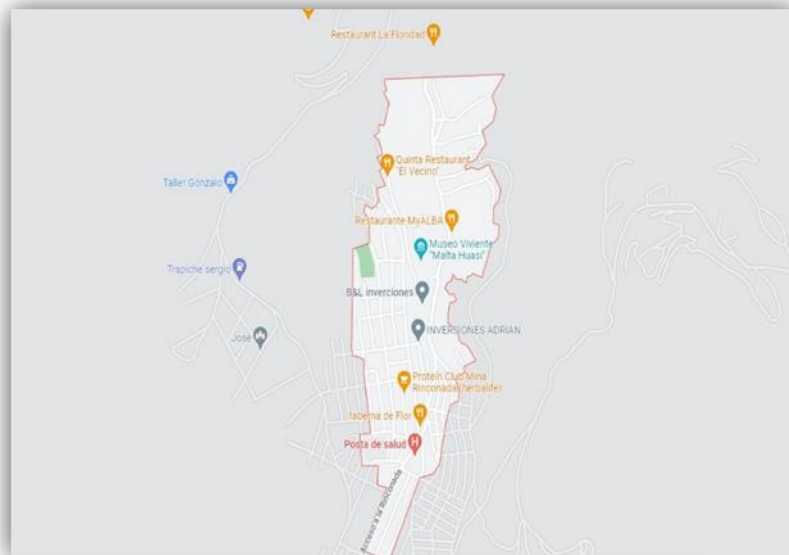 Restaurant La Floridad
Quinta Restaurant
"El Vecino"
Taller Gonzalo
Restaurante MyALBA
Museo Viviente
"Malta Huasi"
Trapiche sergio
B&L inverciones
INVERSIONES ADRIAN
José
Protein Club Mina
Rinconada(herbalife)
taberna de Flor
Posta de salud
H
Acceso a la Rinconada